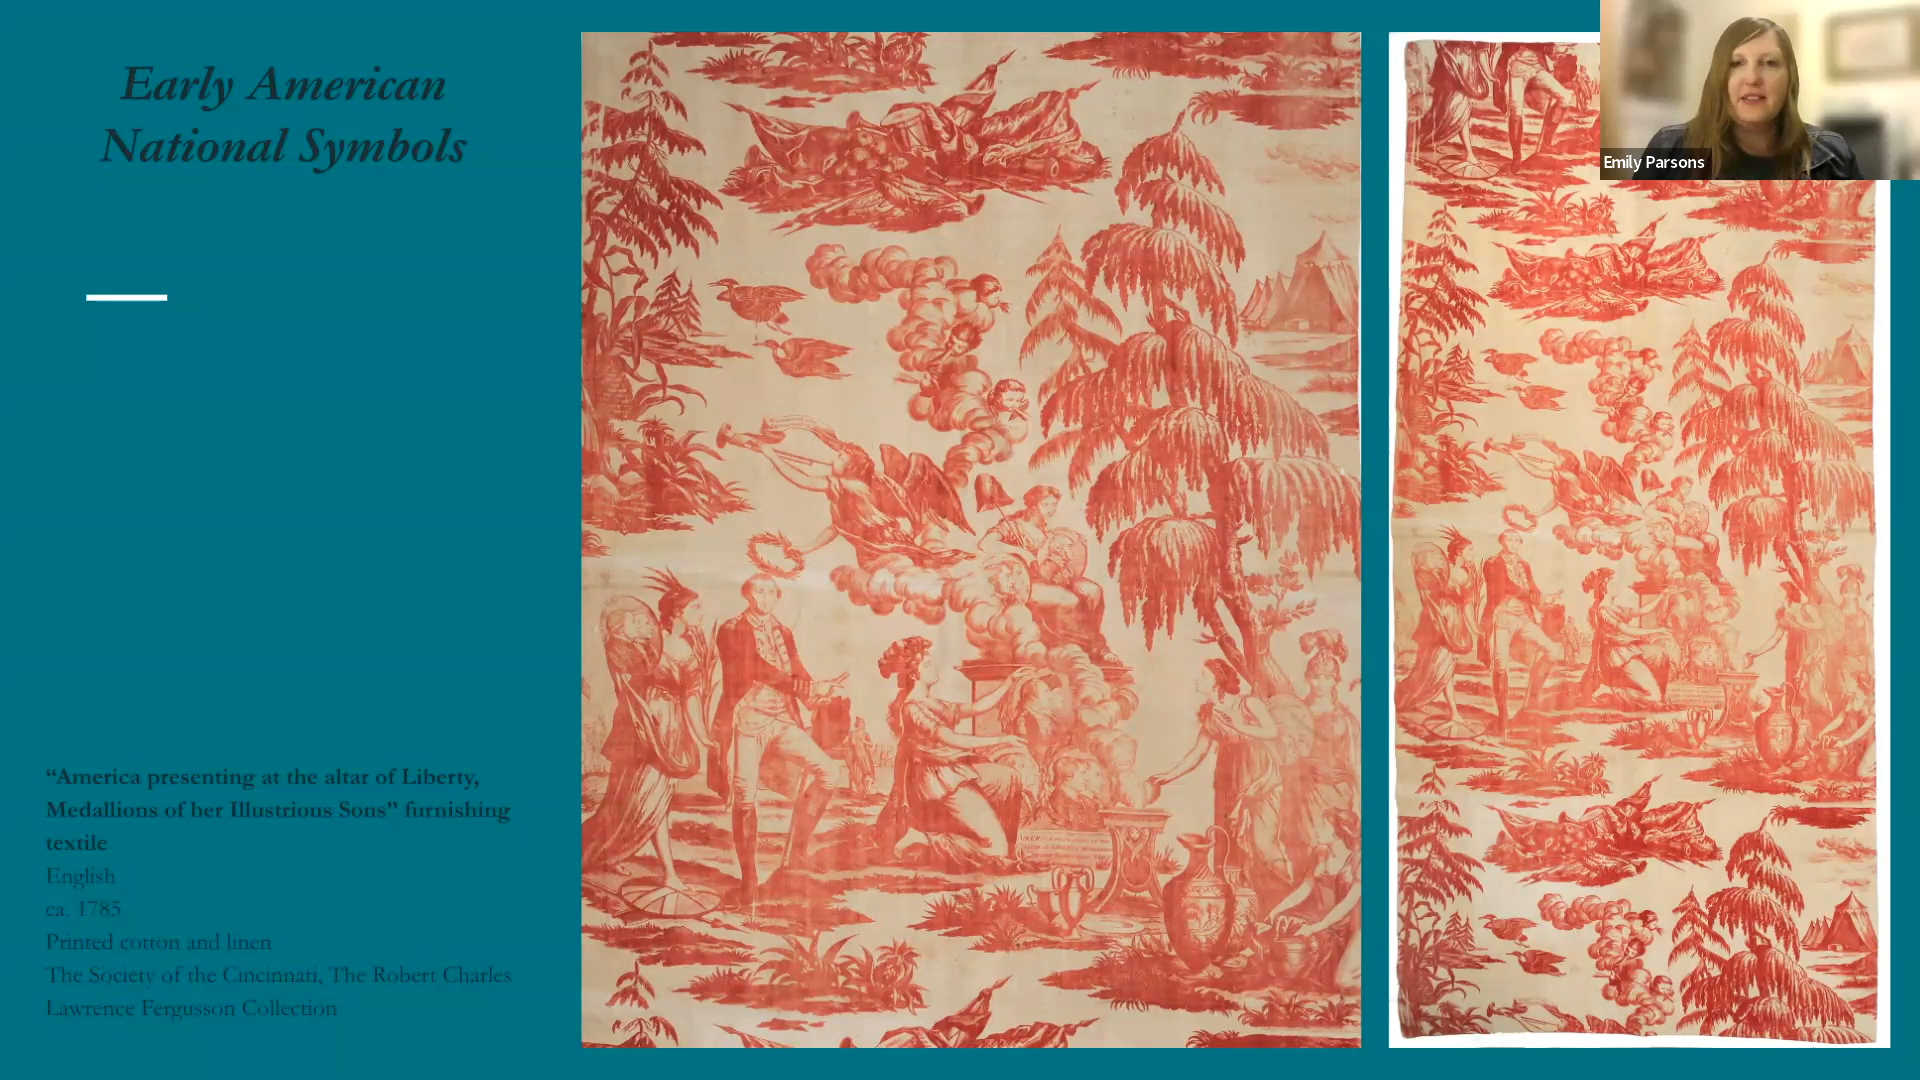 Early American
National Symbols
Emily Parsons
“America presenting at the altar of Liberty,
Medallions of her Illustrious Sons” furnishing
textile
English
ca. 1785
Printed cotton and linen
The Society of the Cincinnati, The Robert Charles
Lawrence Fergusson Collection